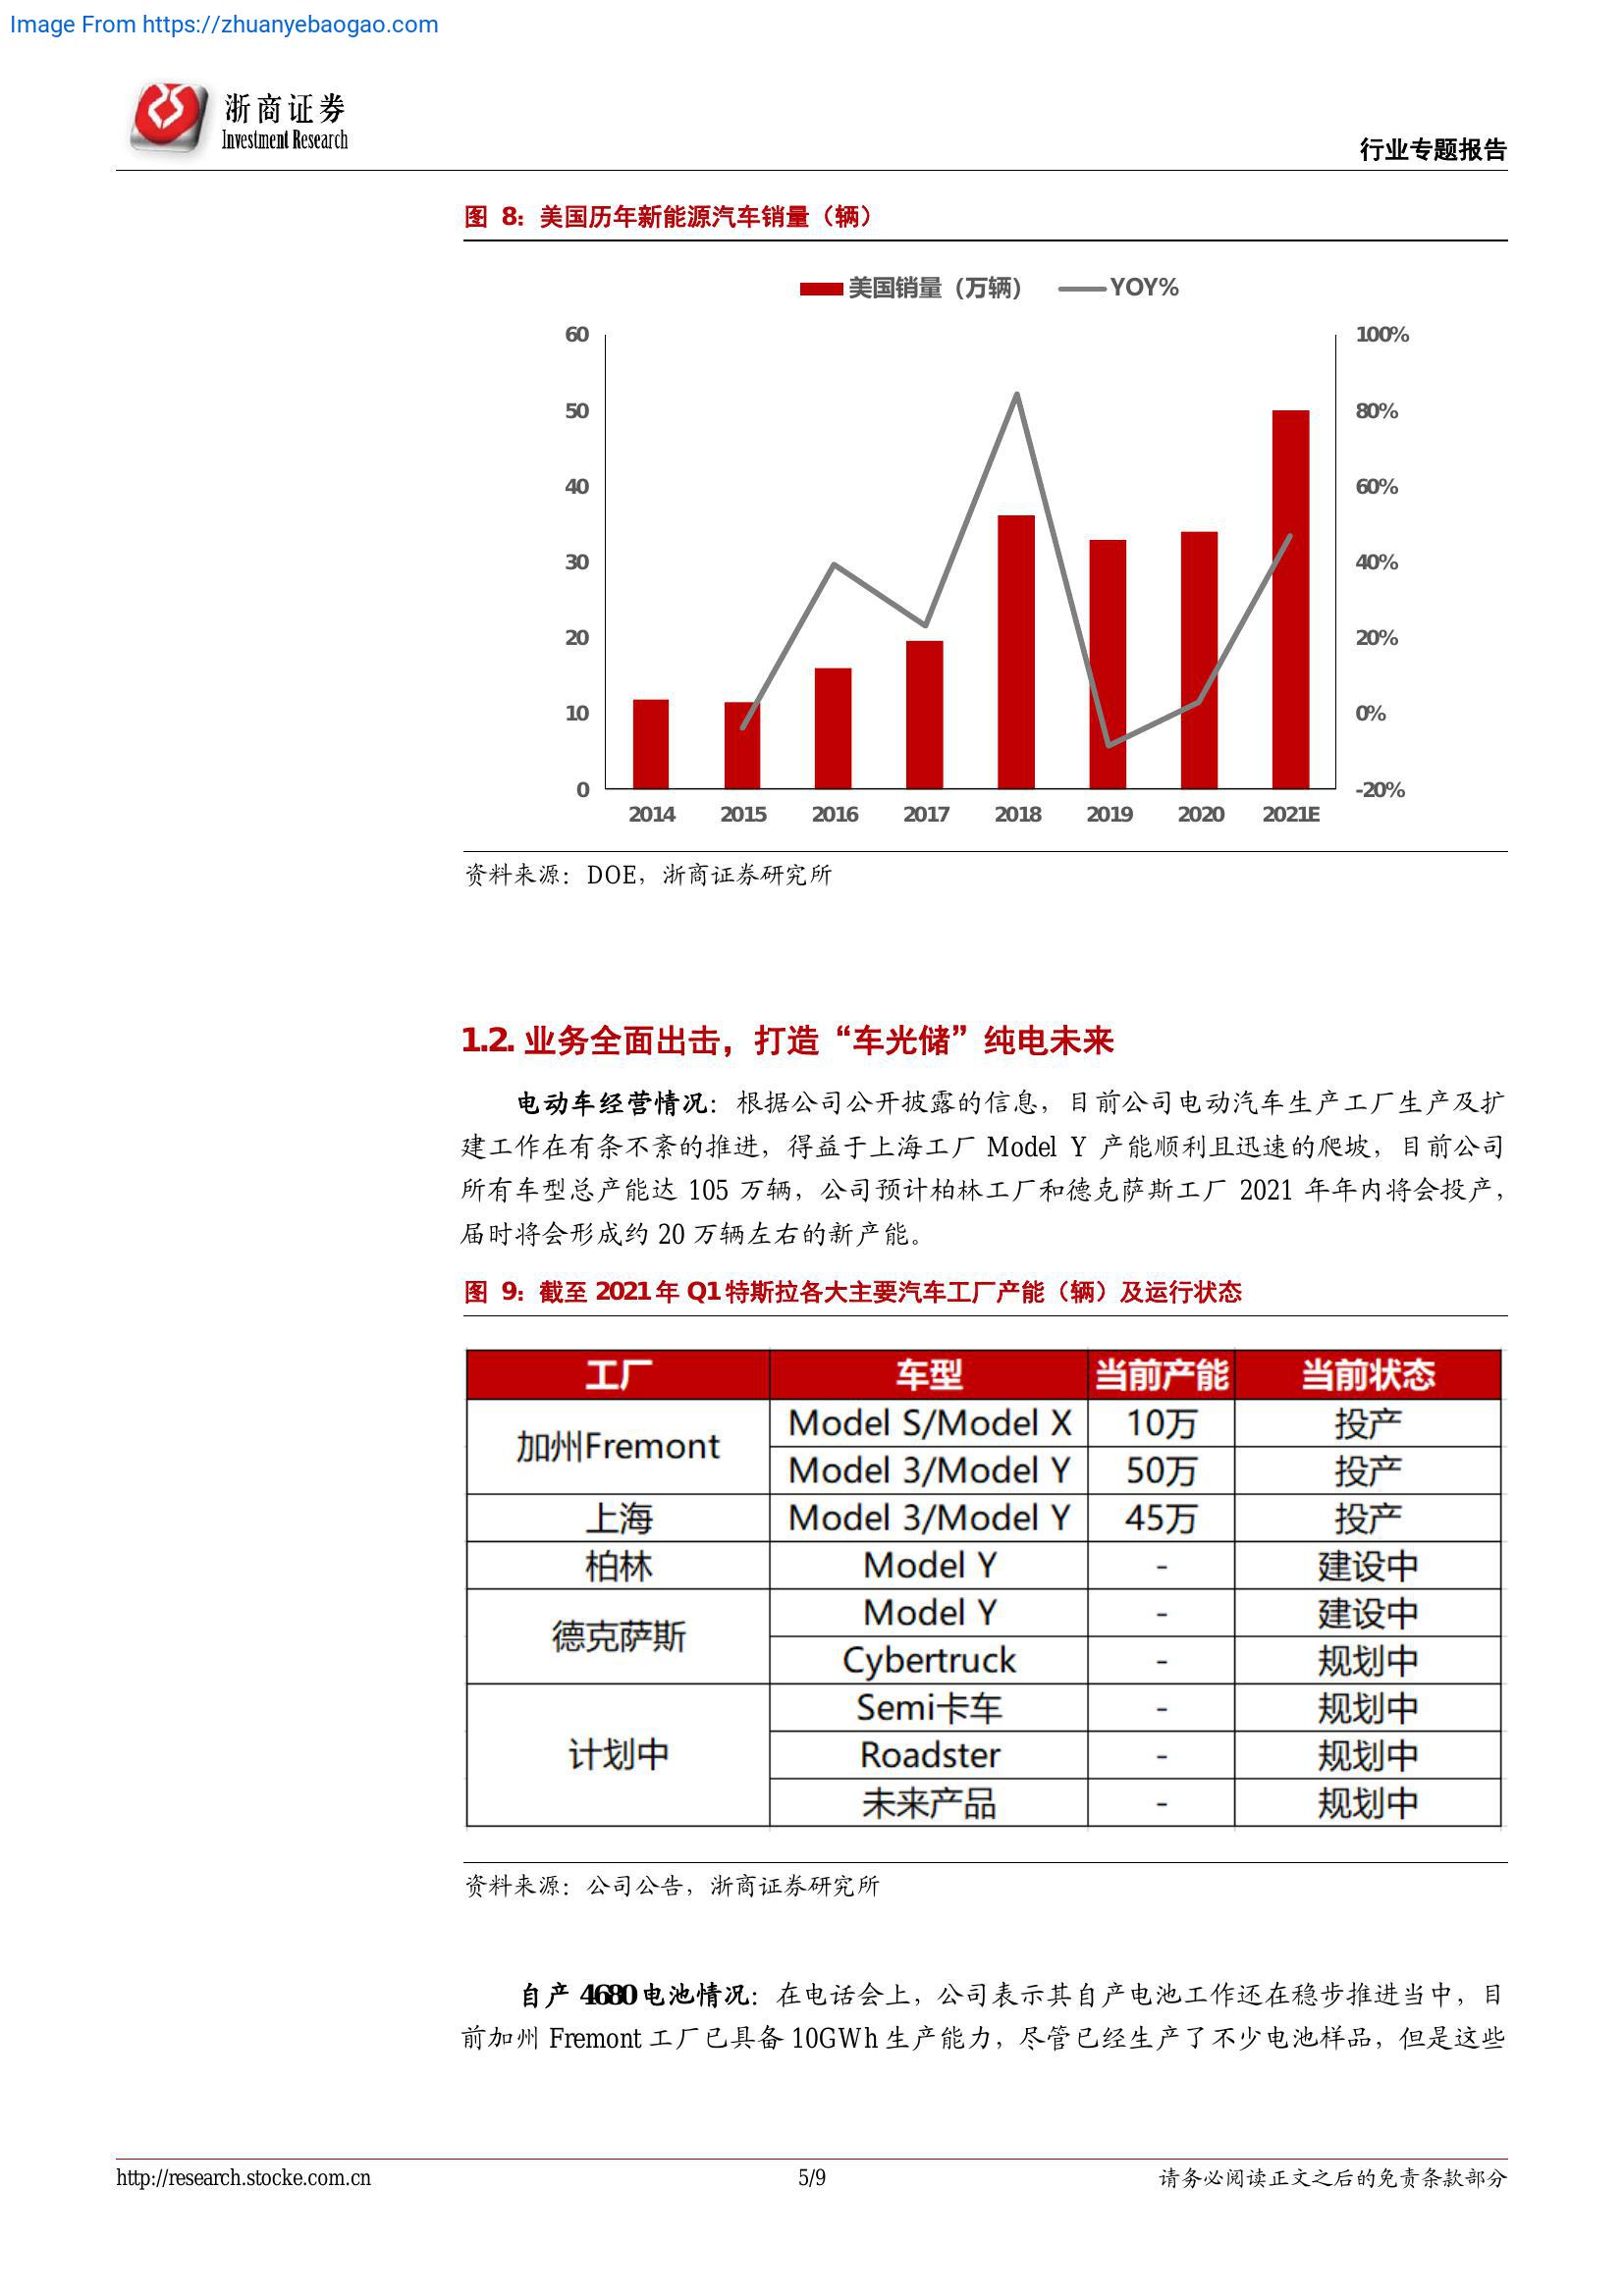 Image From https://zhuanyebaogao.com
浙商证券
Investment Research
行业专题报告
图 8：美国历年新能源汽车销量（辆）
美国销量（万辆） YOY%
60 100%
50 80%
40 60%
30 40%
20 20%
10 0%
0 -20%
2014 2015 2016 2017 2018 2019 2020 2021E
资料来源：DOE，浙商证券研究所
1.2. 业务全面出击，打造“车光储”纯电未来
电动车经营情况：根据公司公开披露的信息，目前公司电动汽车生产工厂生产及扩
建工作在有条不紊的推进，得益于上海工厂 Model Y 产能顺利且迅速的爬坡，目前公司
所有车型总产能达 105 万辆，公司预计柏林工厂和德克萨斯工厂 2021 年年内将会投产，
届时将会形成约 20 万辆左右的新产能。
图 9：截至 2021 年 Q1 特斯拉各大主要汽车工厂产能（辆）及运行状态
工厂 车型 当前产能 当前状态
加州Fremont Model S/Model X 10万 投产
Model 3/Model Y 50万 投产
上海 Model 3/Model Y 45万 投产
柏林 Model Y - 建设中
德克萨斯 Model Y - 建设中
Cybertruck - 规划中
计划中 Semi卡车 - 规划中
Roadster - 规划中
未来产品 - 规划中
资料来源：公司公告，浙商证券研究所
自产 4680 电池情况：在电话会上，公司表示其自产电池工作还在稳步推进当中，目
前加州 Fremont 工厂已具备 10GWh 生产能力，尽管已经生产了不少电池样品，但是这些
http://research.stocke.com.cn 5/9 请务必阅读正文之后的免责条款部分